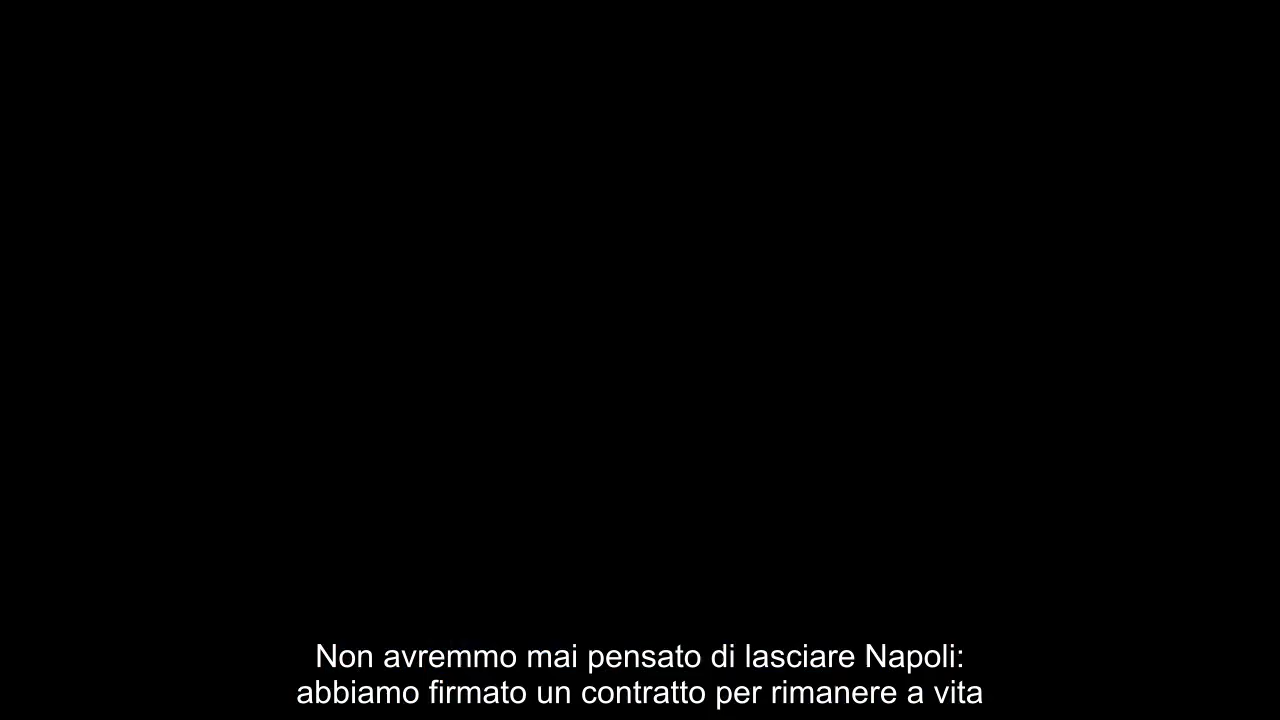 Non avremmo mai pensato di lasciare Napoli:
abbiamo firmato un contratto per rimanere a vita